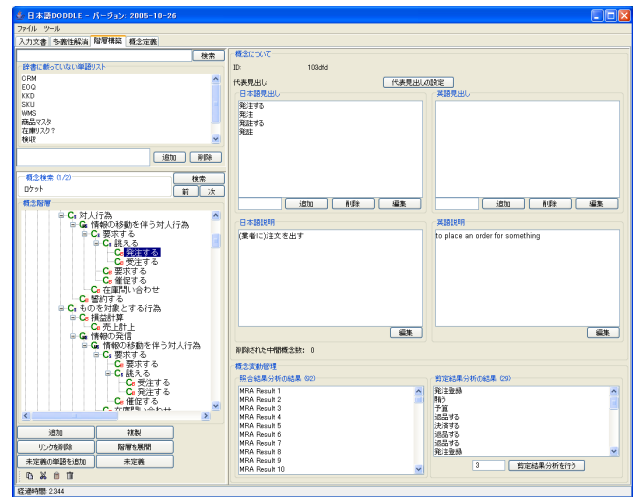 日本語DODDLE - バージョン: 2005-10-26
ファイル ツール
入力文書 多義性解消 階層構築 概念定義
検索
辞書に載っていない単語リスト
CRM
EOQ
KKD
SKU
WMS
商品マスタ
在庫リスク?
検収
追加 削除
概念検索 (1/2)
検索
ロケット
前 次
概念階層
対人行為
情報の移動を伴う対人行為
要求する
誂える
発注する
受注する
要求する
催促する
在庫問い合わせ
誓約する
ものを対象とする行為
損益計算
売上計上
情報の発信
情報の移動を伴う対人行為
要求する
要求する
誂える
受注する
発注する
催促する
在庫問い合わせ
追加 複製
リンクを削除 階層を展開
未定義の単語を追加 未定義
経過時間: 2344
概念について
ID: 103dfd
代表見出し: 代表見出しの設定
日本語見出し
発注する
発注
発註する
発註
追加 削除 編集
英語見出し
追加 削除 編集
日本語説明
(業者に)注文を出す
編集
英語説明
to place an order for something
編集
削除された中間概念数: 0
概念変動管理
照合結果分析の結果 (92)
MRA Result 1
MRA Result 2
MRA Result 3
MRA Result 4
MRA Result 5
MRA Result 6
MRA Result 7
MRA Result 8
MRA Result 9
MRA Result 10
剪定結果分析の結果 (29)
発注登録
賄う
予算
返品する
決済する
返品する
返品する
発注登録
3 剪定結果分析を行う